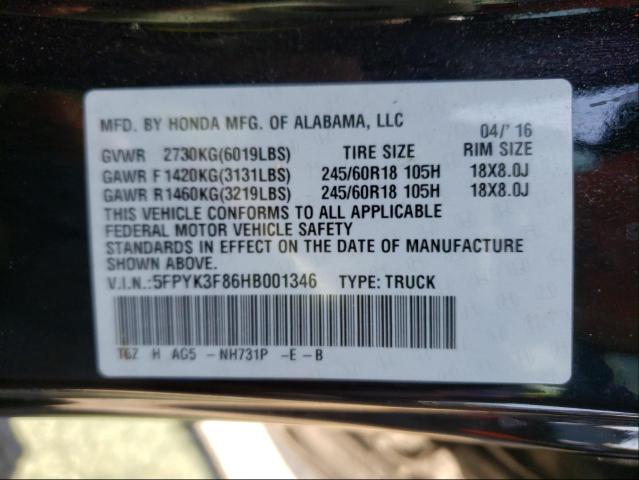 MFD. BY HONDA MFG. OF ALABAMA, LLC 04/'16
GVWR 2730KG(6019LBS) TIRE SIZE RIM SIZE
GAWR F 1420KG(3131LBS) 245/60R18 105H 18X8.0J
GAWR R1460KG(3219LBS) 245/60R18 105H 18X8.0J
THIS VEHICLE CONFORMS TO ALL APPLICABLE
FEDERAL MOTOR VEHICLE SAFETY
STANDARDS IN EFFECT ON THE DATE OF MANUFACTURE
SHOWN ABOVE.
V.I.N.:5FPYK3F86HB001346 TYPE: TRUCK
T6Z H AG5 - NH731P -E - B